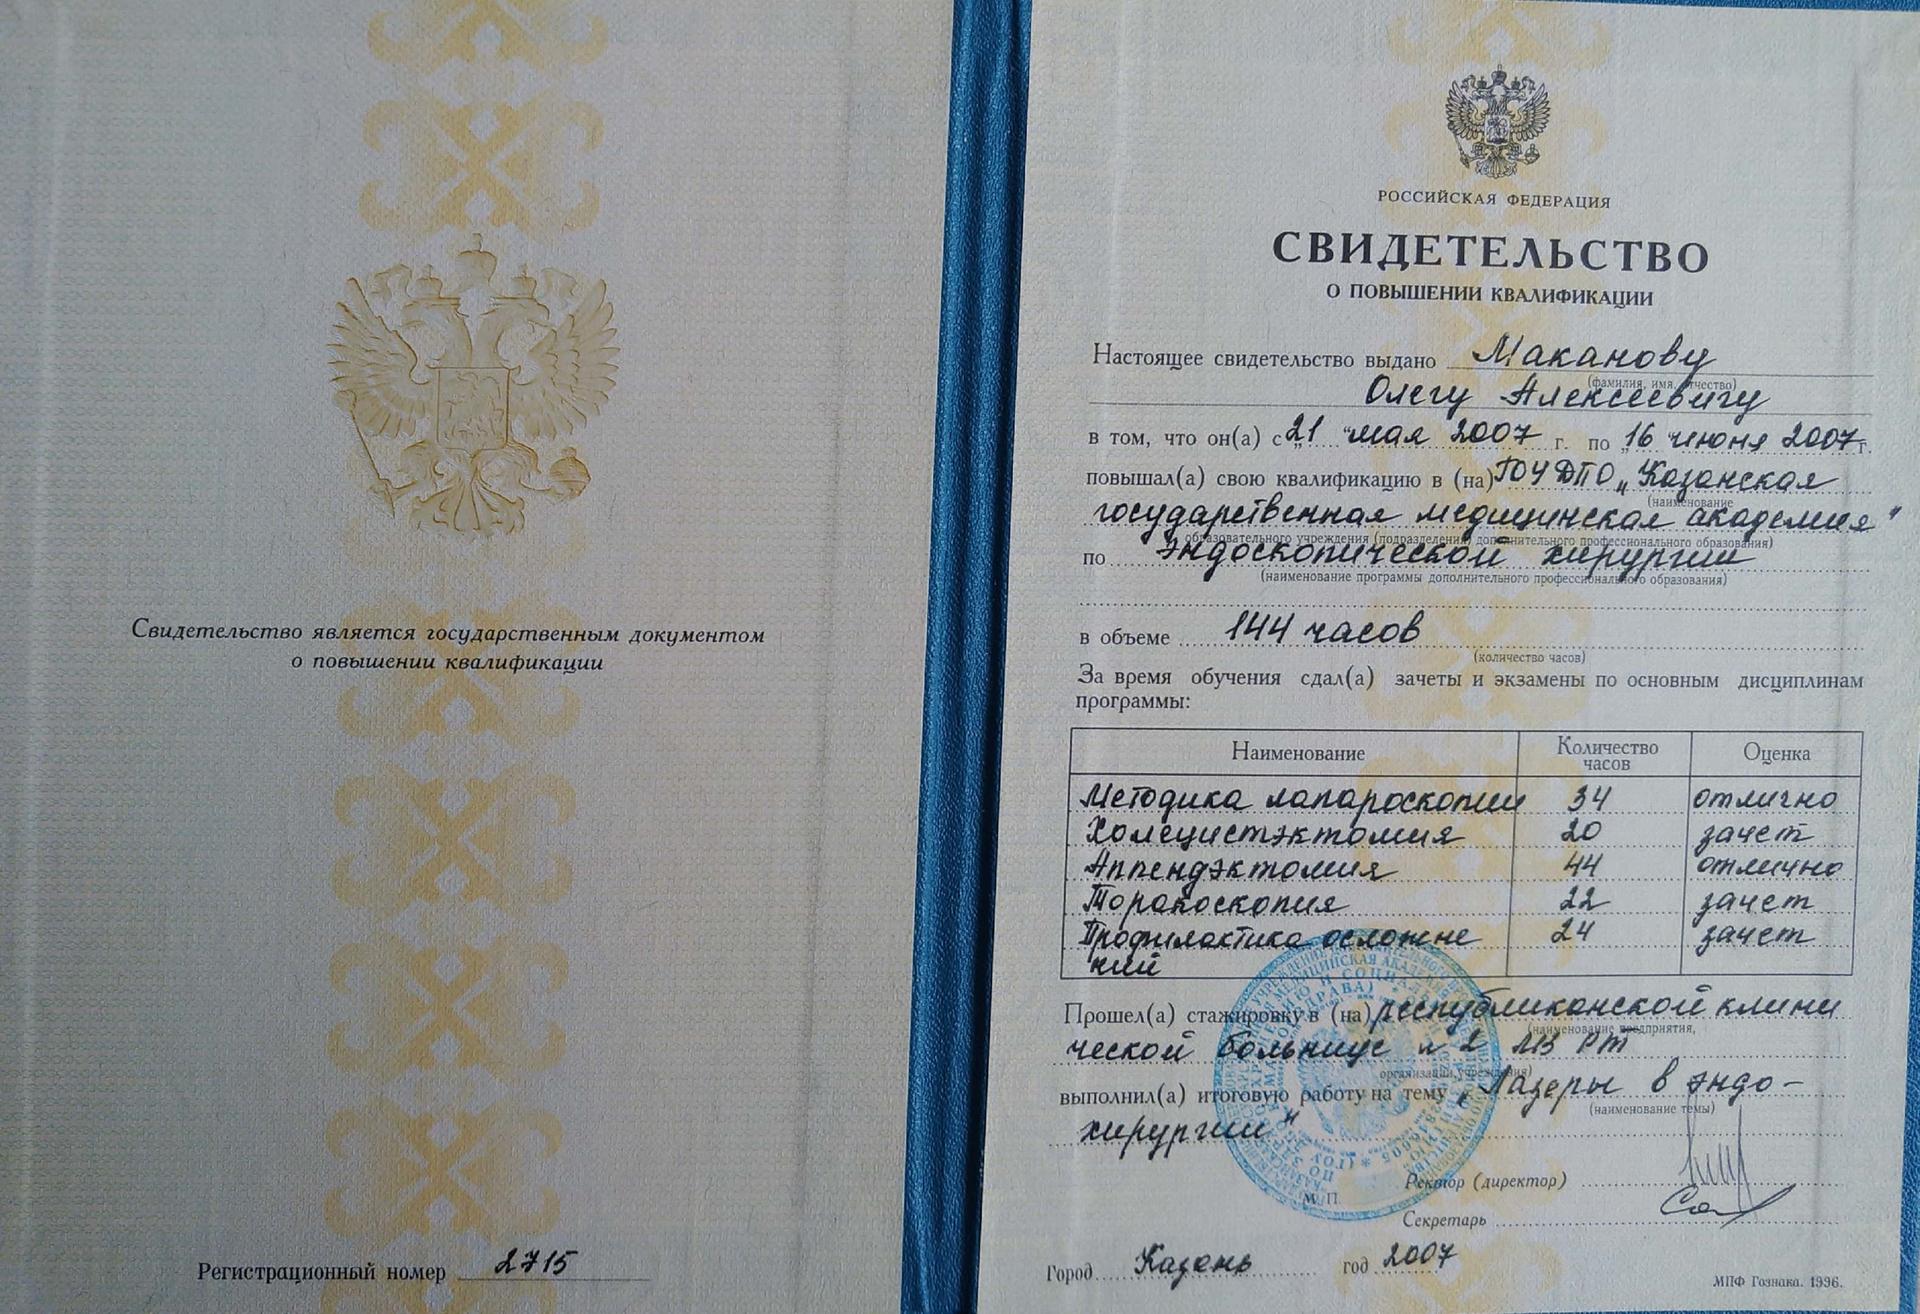 Свидетельство является государственным документом
о повышении квалификации
Регистрационный номер 2715
РОССИЙСКАЯ ФЕДЕРАЦИЯ
СВИДЕТЕЛЬСТВО
О ПОВЫШЕНИИ КВАЛИФИКАЦИИ
Настоящее свидетельство выдано Маканову
(фамилия, имя, отчество)
Олегу Алексеевичу
в том, что он(а) с „21“ мая 2007 г. по „16 июня 2007 г.
повышал(а) свою квалификацию в (на) ГОУ ДПО „Казанская
(наименование
государственная медицинская академия"
образовательного учреждения (подразделения) дополнительного профессионального образования)
по эндоскопической хирургии
(наименование программы дополнительного профессионального образования)
в объеме 144 часов
(количество часов)
За время обучения сдал(а) зачеты и экзамены по основным дисциплинам
программы:
Наименование Количество часов Оценка
Методика лапароскопии 34 отлично
Холецистэктомия 20 зачет
Аппендэктомия 44 отлично
Торакоскопия 22 зачет
Профилактика осложне 24 зачет
ний
Прошел(а) стажировку в (на) республиканской клини
(наименование предприятия,
ческой больнице n 2 МЗ РТ
организации, учреждения)
выполнил(а) итоговую работу на тему „Лазеры в эндо-
(наименование темы)
хирургии"
Ректор (директор)
М. П.
Секретарь
Город Казань год 2007
МПФ Гознака. 1996.